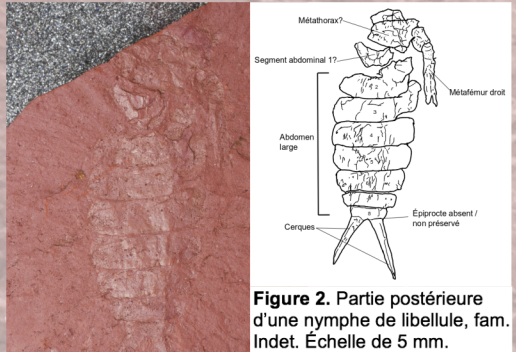 Métathorax?
Segment abdominal 1?
Métafémur droit
Abdomen
large
Épiprocte absent /
non préservé
Cerques
Figure 2. Partie postérieure
d'une nymphe de libellule, fam.
Indet. Échelle de 5 mm.